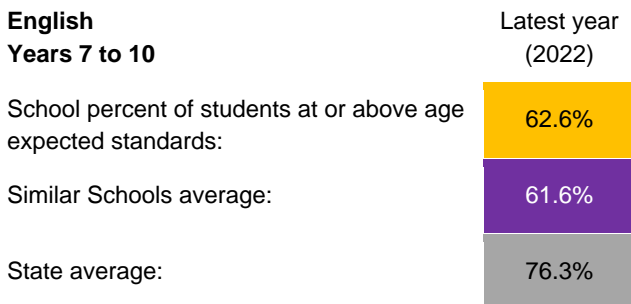 English
Years 7 to 10
Latest year
(2022)
School percent of students at or above age
expected standards:
62.6%
Similar Schools average:
61.6%
State average:
76.3%